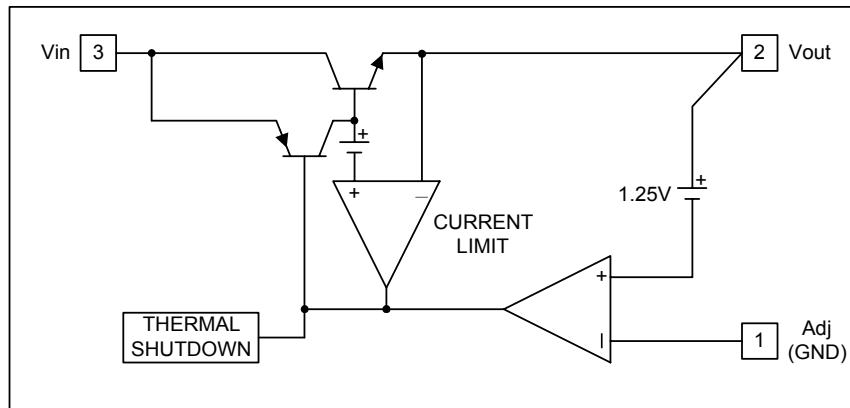 Vin 3
2 Vout
+
+ −
1.25V +
CURRENT
LIMIT
+
−
THERMAL
SHUTDOWN
1 Adj
(GND)